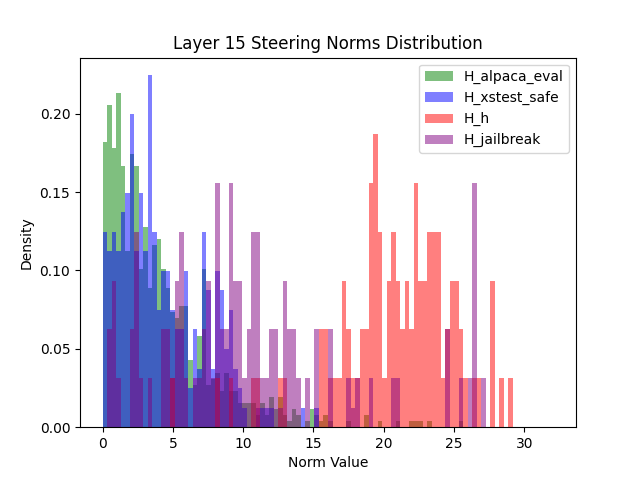 Layer 15 Steering Norms Distribution
H_alpaca_eval
H_xstest_safe
H_h
H_jailbreak
Density
0.20
0.15
0.10
0.05
0.00
0 5 10 15 20 25 30
Norm Value